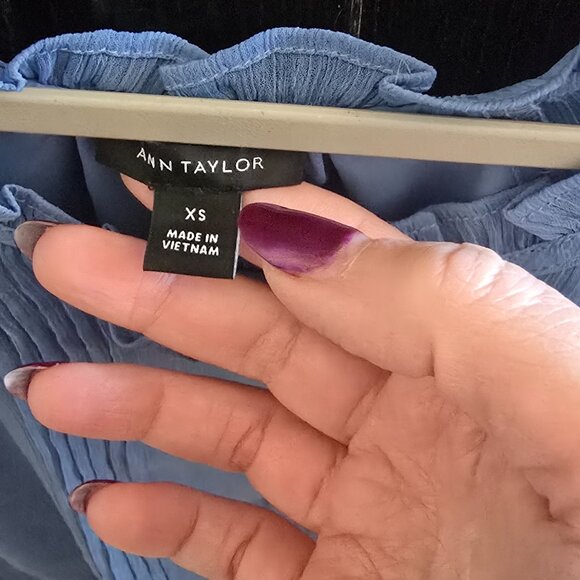 ANN TAYLOR
XS
MADE IN
VIETNAM